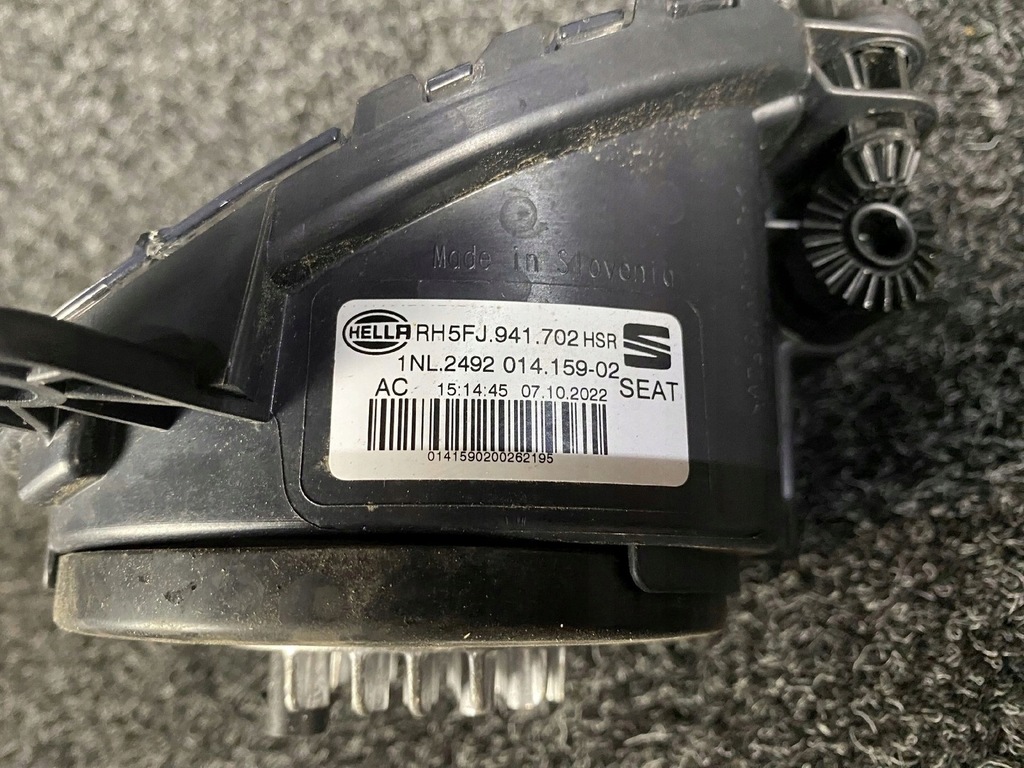 Made in Slovenia
HELLA RH5FJ.941.702 HSR
1NL.2492 014.159-02
AC 15:14:45 07.10.2022 SEAT
0141590200262195